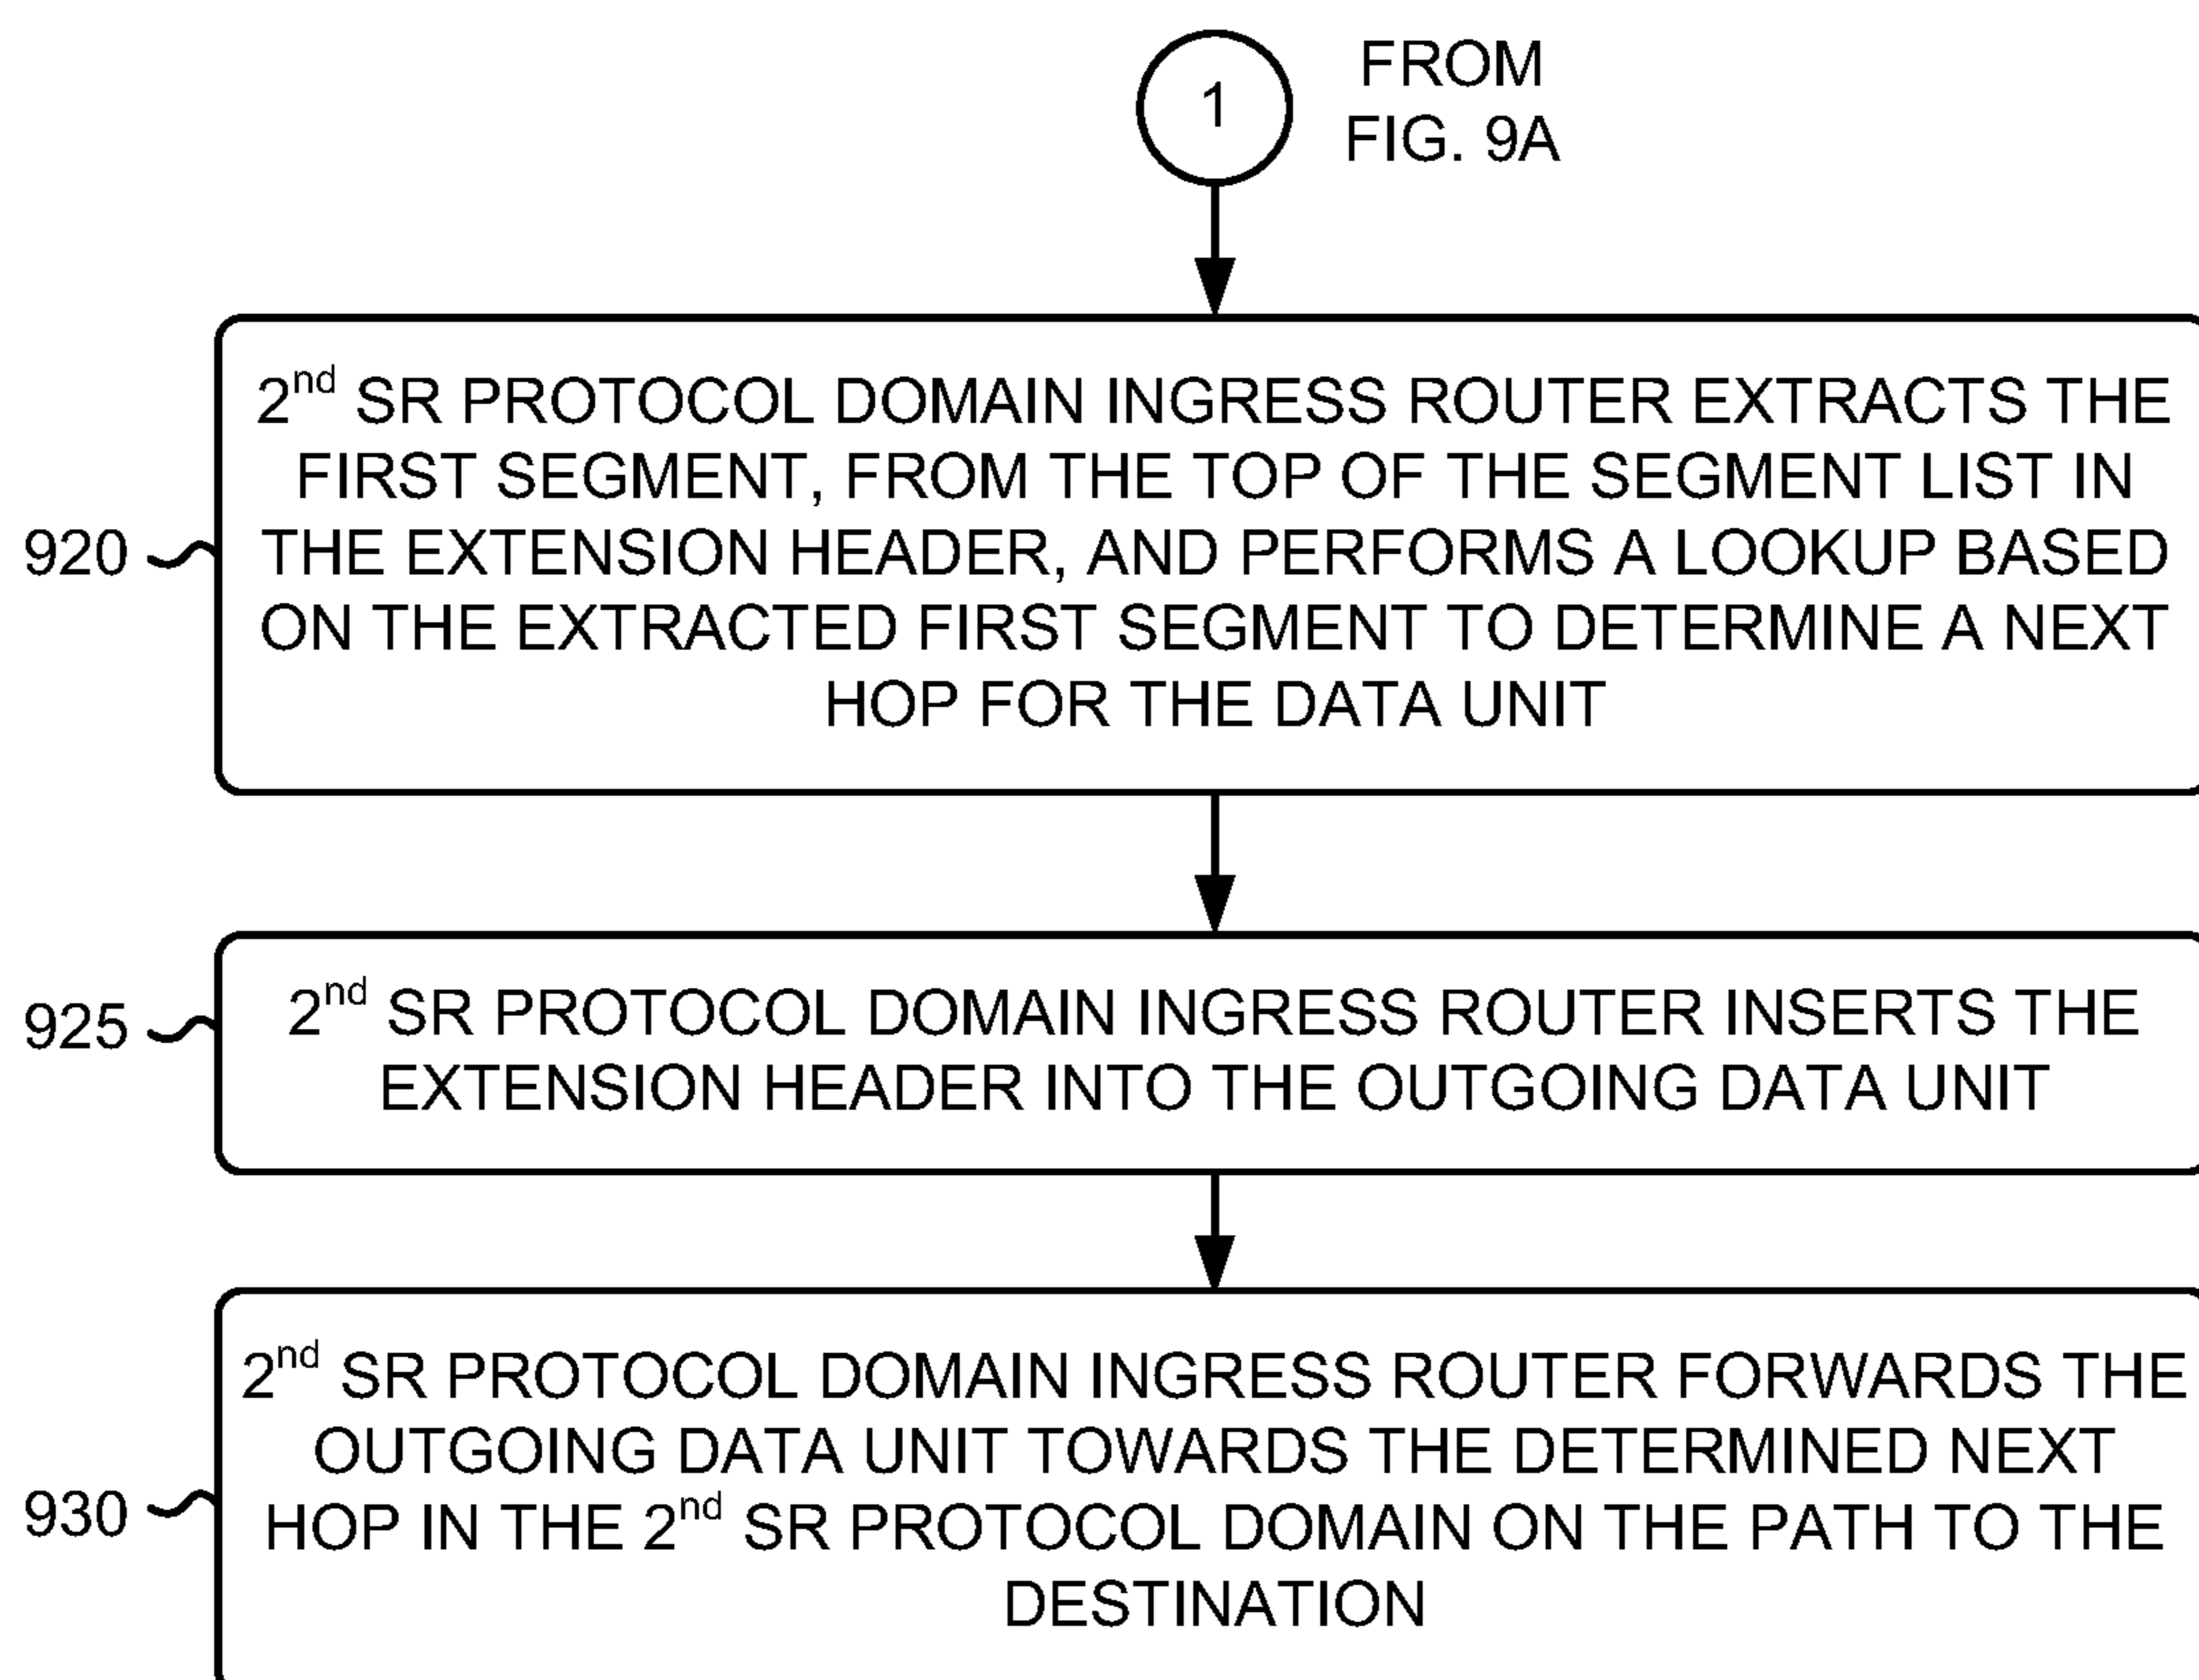 1
FROM
FIG. 9A
2nd SR PROTOCOL DOMAIN INGRESS ROUTER EXTRACTS THE
FIRST SEGMENT, FROM THE TOP OF THE SEGMENT LIST IN
THE EXTENSION HEADER, AND PERFORMS A LOOKUP BASED
ON THE EXTRACTED FIRST SEGMENT TO DETERMINE A NEXT
HOP FOR THE DATA UNIT
920
2nd SR PROTOCOL DOMAIN INGRESS ROUTER INSERTS THE
EXTENSION HEADER INTO THE OUTGOING DATA UNIT
925
2nd SR PROTOCOL DOMAIN INGRESS ROUTER FORWARDS THE
OUTGOING DATA UNIT TOWARDS THE DETERMINED NEXT
HOP IN THE 2nd SR PROTOCOL DOMAIN ON THE PATH TO THE
DESTINATION
930